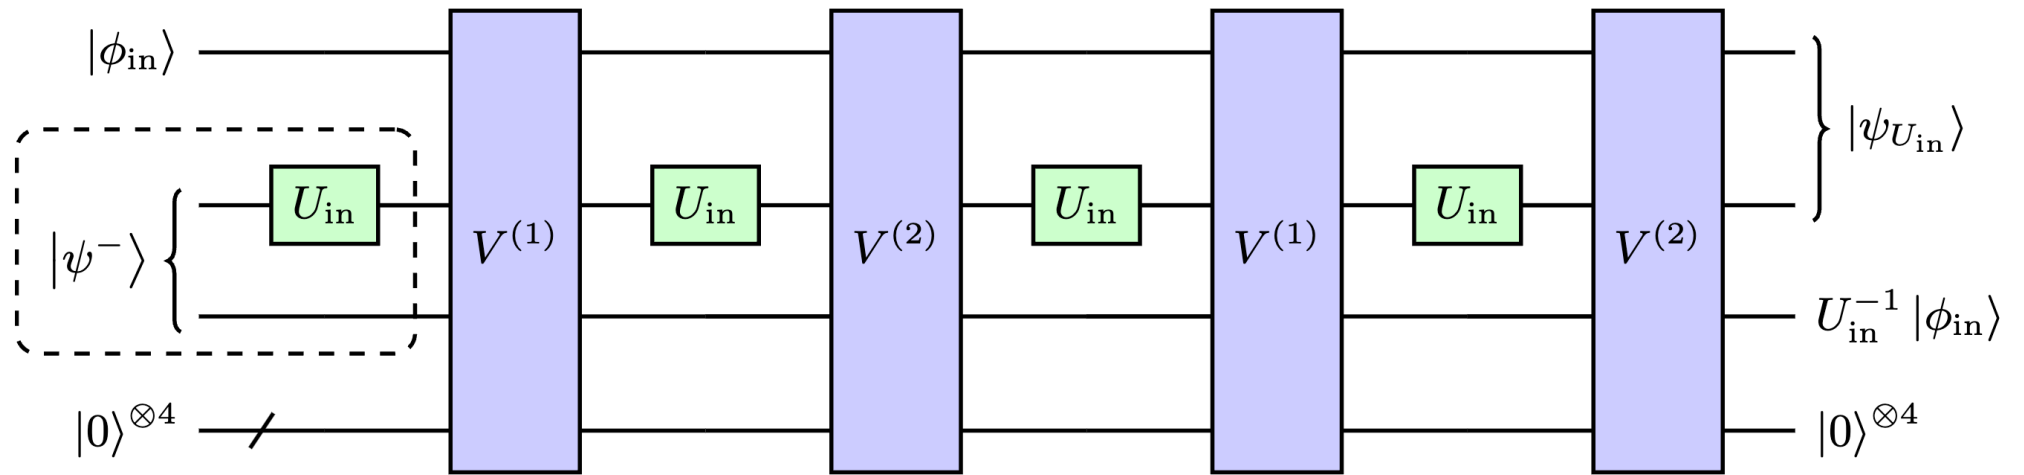 |ϕ_in⟩ |ψ_{U_in}⟩
U_in U_in U_in U_in
V^(1) V^(2) V^(1) V^(2)
|ψ^−⟩
U_in^{−1} |ϕ_in⟩
|0⟩^{⊗4} |0⟩^{⊗4}